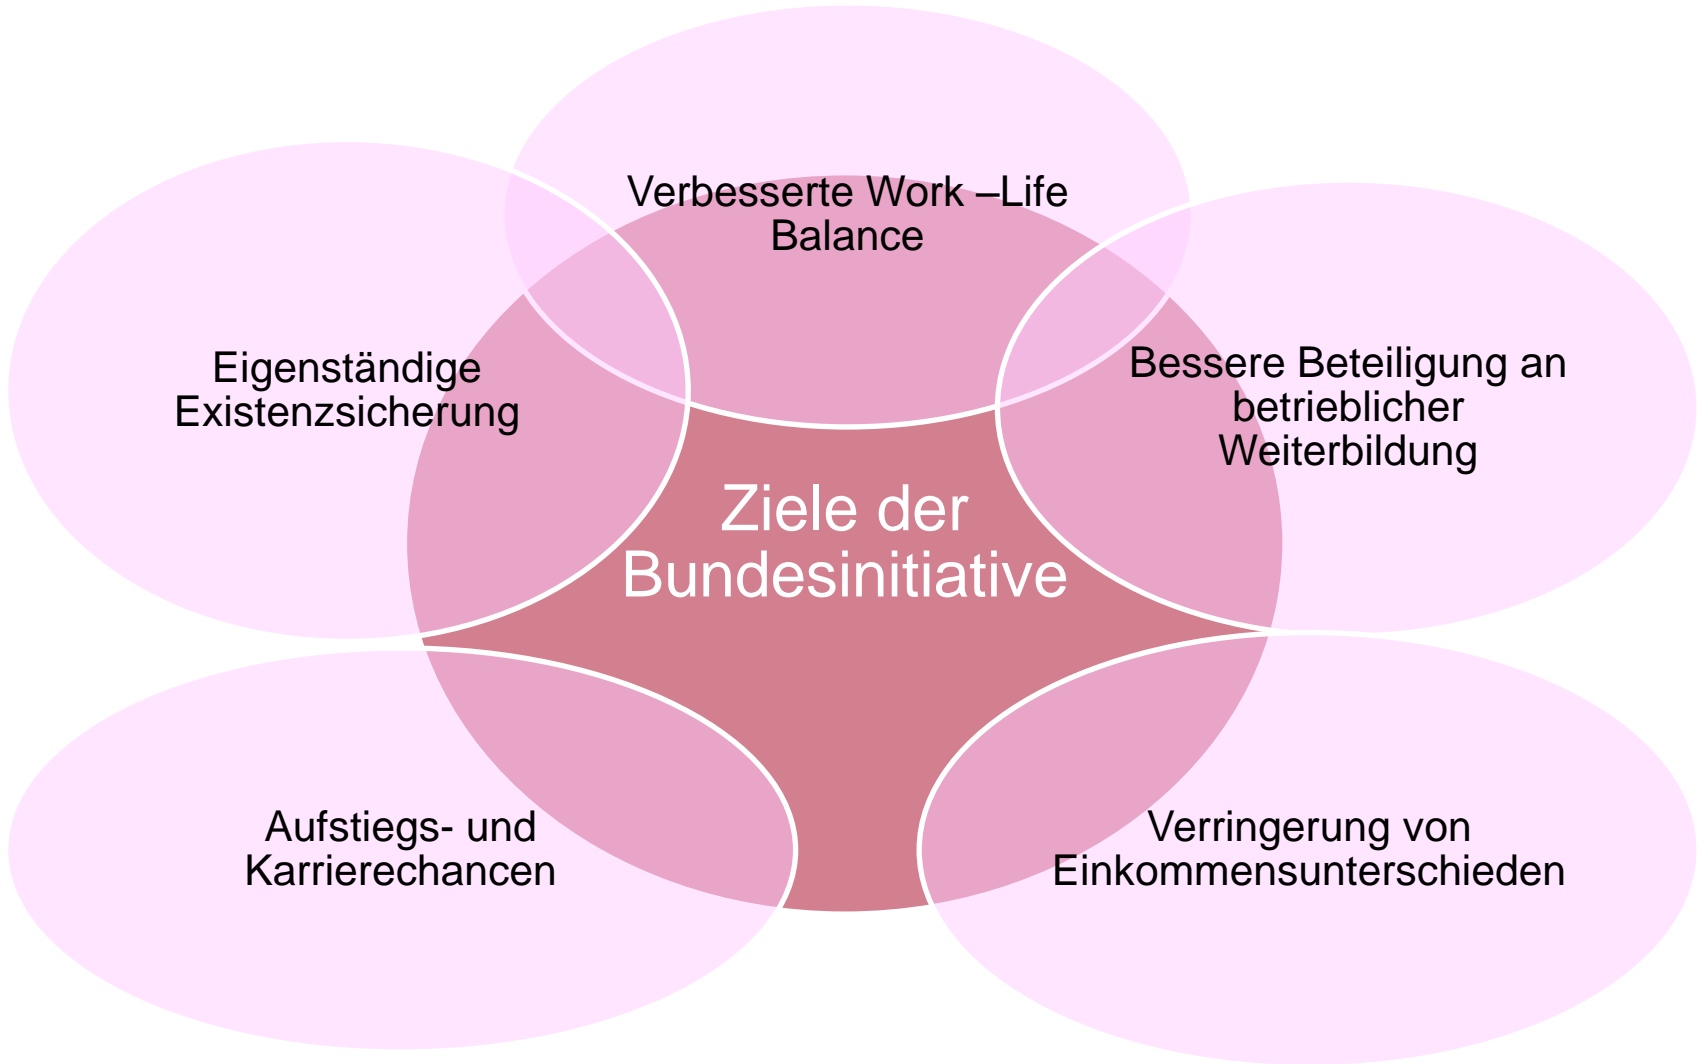 Verbesserte Work –Life
Balance
Eigenständige
Existenzsicherung
Bessere Beteiligung an
betrieblicher
Weiterbildung
Ziele der
Bundesinitiative
Aufstiegs- und
Karrierechancen
Verringerung von
Einkommensunterschieden